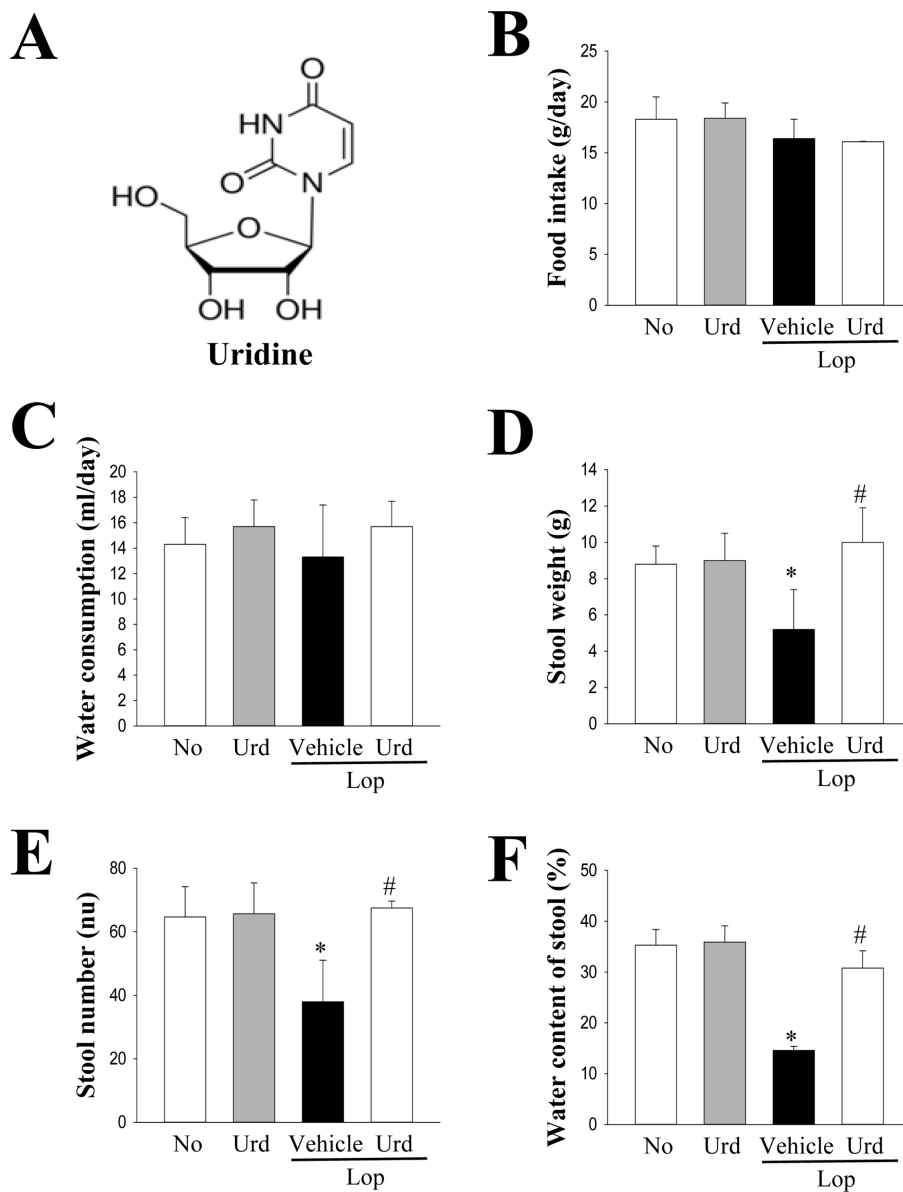 A
O
HN
O
N
HO
O
OH
OH
Uridine
B
Food intake (g/day)
25
20
15
10
5
0
No Urd Vehicle Urd
Lop
C
Water consumption (ml/day)
20
18
16
14
12
10
8
6
4
2
0
No Urd Vehicle Urd
Lop
D
Stool weight (g)
14
12
10
8
6
4
2
0
*
#
No Urd Vehicle Urd
Lop
E
Stool number (nu)
80
60
40
20
0
*
#
No Urd Vehicle Urd
Lop
F
Water content of stool (%)
50
40
30
20
10
0
*
#
No Urd Vehicle Urd
Lop